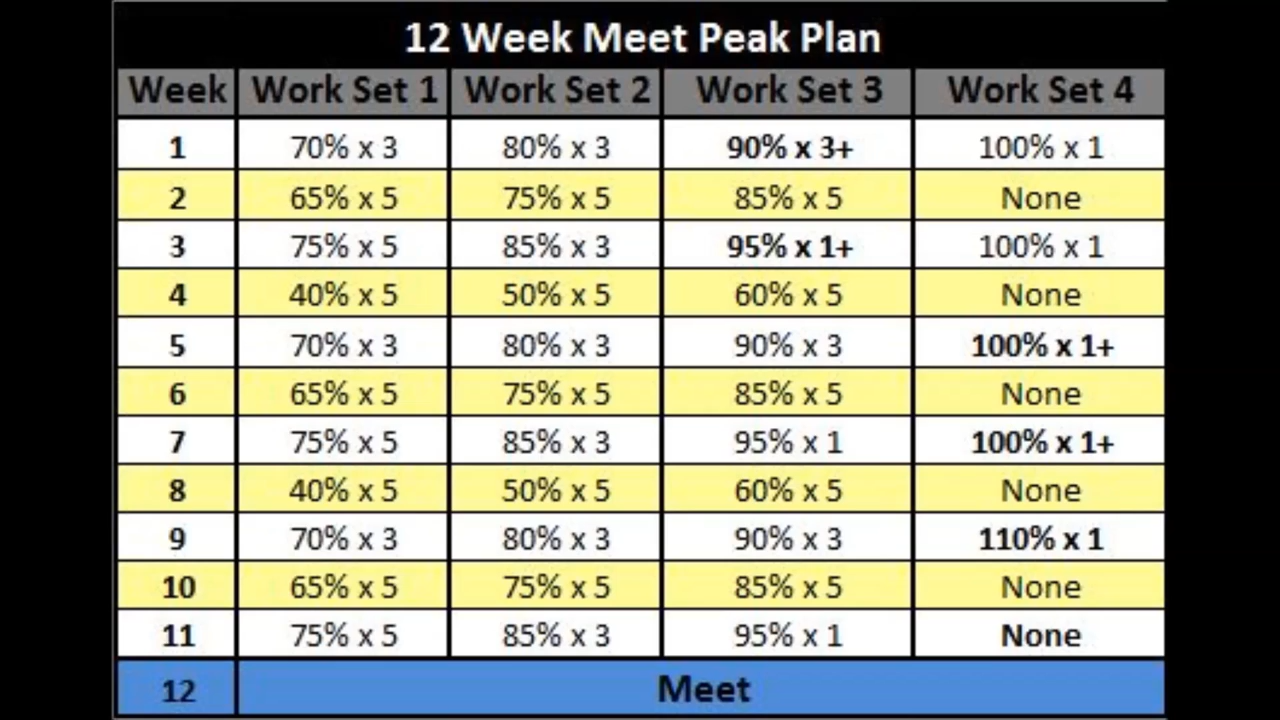 12 Week Meet Peak Plan
Week Work Set 1 Work Set 2 Work Set 3 Work Set 4
1 70% x 3 80% x 3 90% x 3+ 100% x 1
2 65% x 5 75% x 5 85% x 5 None
3 75% x 5 85% x 3 95% x 1+ 100% x 1
4 40% x 5 50% x 5 60% x 5 None
5 70% x 3 80% x 3 90% x 3 100% x 1+
6 65% x 5 75% x 5 85% x 5 None
7 75% x 5 85% x 3 95% x 1 100% x 1+
8 40% x 5 50% x 5 60% x 5 None
9 70% x 3 80% x 3 90% x 3 110% x 1
10 65% x 5 75% x 5 85% x 5 None
11 75% x 5 85% x 3 95% x 1 None
12 Meet